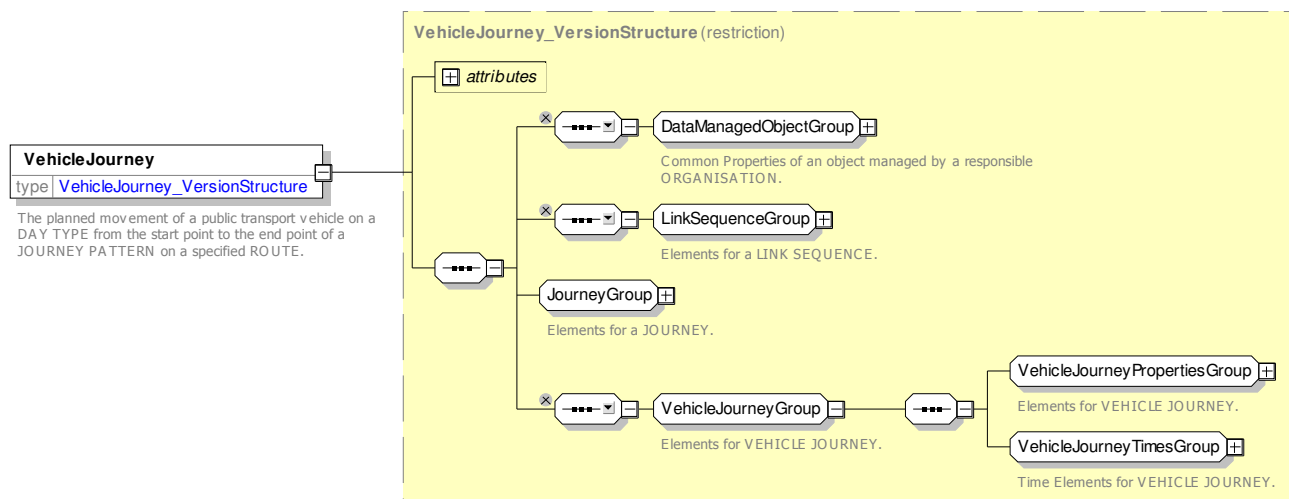 VehicleJourney_VersionStructure (restriction)
attributes
DataManagedObjectGroup
Common Properties of an object managed by a responsible
ORGANISATION.
VehicleJourney
type VehicleJourney_VersionStructure
The planned movement of a public transport vehicle on a
DAY TYPE from the start point to the end point of a
JOURNEY PATTERN on a specified ROUTE.
LinkSequenceGroup
Elements for a LINK SEQUENCE.
JourneyGroup
Elements for a JOURNEY.
VehicleJourneyGroup
Elements for VEHICLE JOURNEY.
VehicleJourneyPropertiesGroup
Elements for VEHICLE JOURNEY.
VehicleJourneyTimesGroup
Time Elements for VEHICLE JOURNEY.